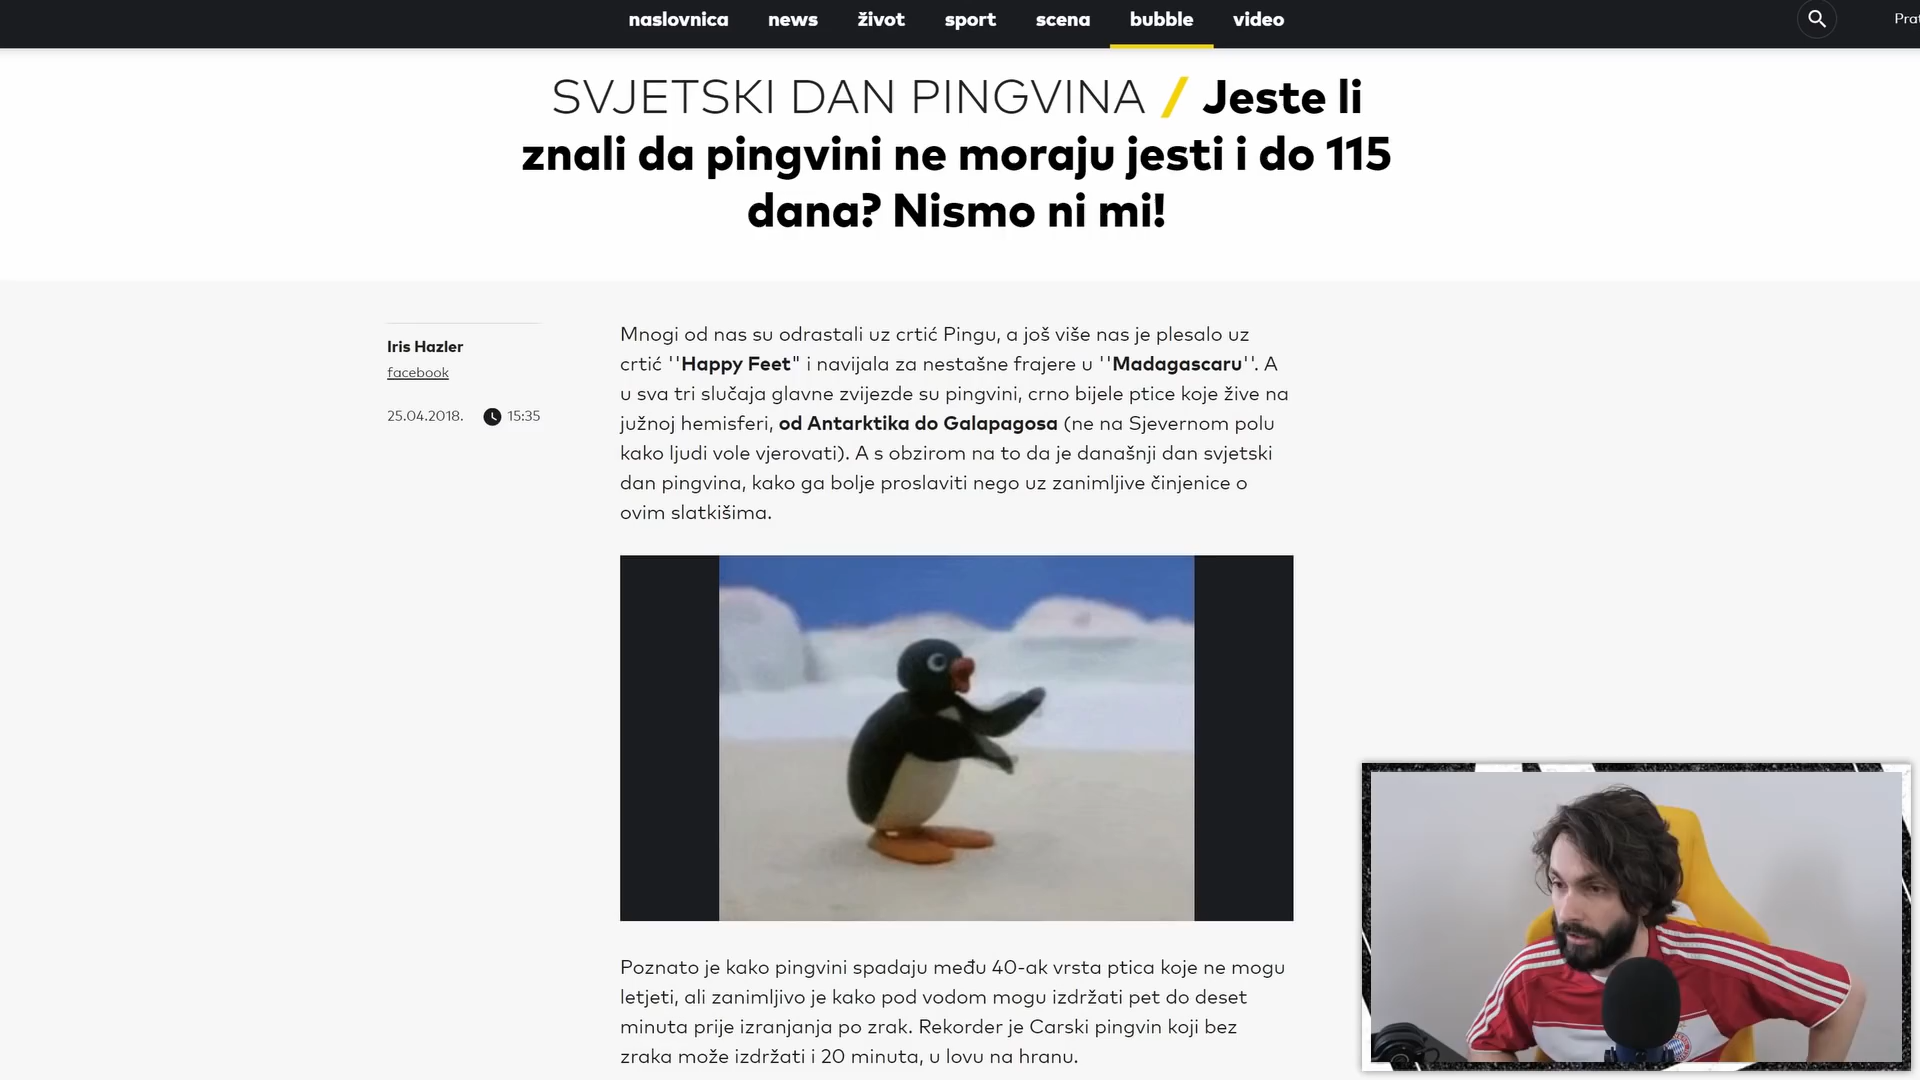 naslovnica news život sport scena bubble video
SVJETSKI DAN PINGVINA / Jeste li
znali da pingvini ne moraju jesti i do 115
dana? Nismo ni mi!
Iris Hazler
facebook
25.04.2018. 15:35
Mnogi od nas su odrastali uz crtić Pingu, a još više nas je plesalo uz
crtić ''Happy Feet" i navijala za nestašne frajere u ''Madagascaru''. A
u sva tri slučaja glavne zvijezde su pingvini, crno bijele ptice koje žive na
južnoj hemisferi, od Antarktika do Galapagosa (ne na Sjevernom polu
kako ljudi vole vjerovati). A s obzirom na to da je današnji dan svjetski
dan pingvina, kako ga bolje proslaviti nego uz zanimljive činjenice o
ovim slatkišima.
Poznato je kako pingvini spadaju među 40-ak vrsta ptica koje ne mogu
letjeti, ali zanimljivo je kako pod vodom mogu izdržati pet do deset
minuta prije izranjanja po zrak. Rekorder je Carski pingvin koji bez
zraka može izdržati i 20 minuta, u lovu na hranu.